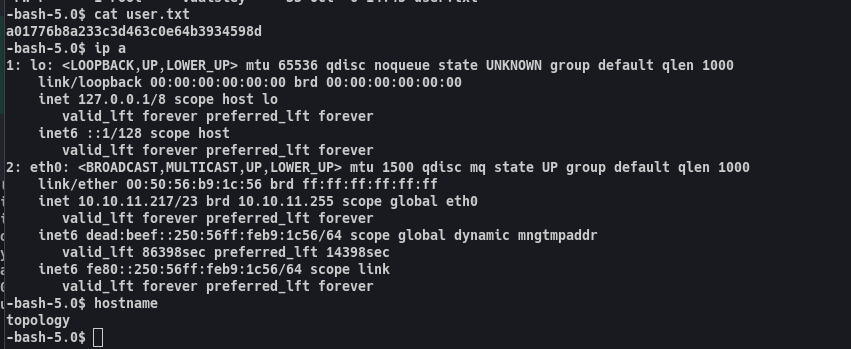 -bash-5.0$ cat user.txt
a01776b8a233c3d463c0e64b3934598d
-bash-5.0$ ip a
1: lo: <LOOPBACK,UP,LOWER_UP> mtu 65536 qdisc noqueue state UNKNOWN group default qlen 1000
    link/loopback 00:00:00:00:00:00 brd 00:00:00:00:00:00
    inet 127.0.0.1/8 scope host lo
       valid_lft forever preferred_lft forever
    inet6 ::1/128 scope host
       valid_lft forever preferred_lft forever
2: eth0: <BROADCAST,MULTICAST,UP,LOWER_UP> mtu 1500 qdisc mq state UP group default qlen 1000
    link/ether 00:50:56:b9:1c:56 brd ff:ff:ff:ff:ff:ff
    inet 10.10.11.217/23 brd 10.10.11.255 scope global eth0
       valid_lft forever preferred_lft forever
    inet6 dead:beef::250:56ff:feb9:1c56/64 scope global dynamic mngtmpaddr
       valid_lft 86398sec preferred_lft 14398sec
    inet6 fe80::250:56ff:feb9:1c56/64 scope link
       valid_lft forever preferred_lft forever
-bash-5.0$ hostname
topology
-bash-5.0$